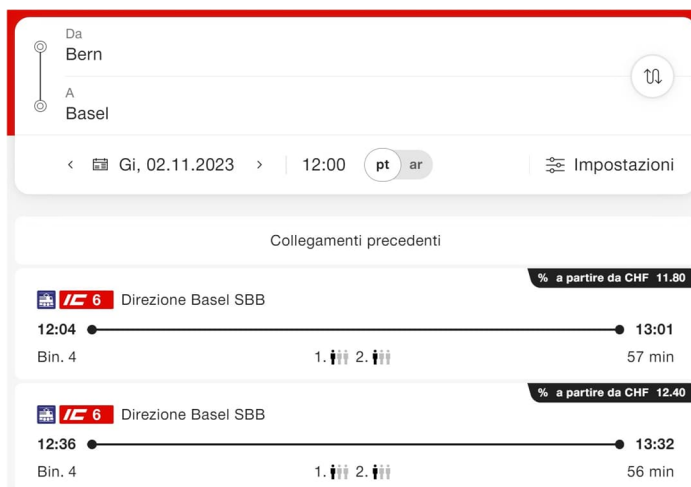 Da
Bern
A
Basel
Gi, 02.11.2023 12:00 pt ar Impostazioni
Collegamenti precedenti
% a partire da CHF 11.80
IC 6 Direzione Basel SBB
12:04 13:01
Bin. 4 1. 2. 57 min
% a partire da CHF 12.40
IC 6 Direzione Basel SBB
12:36 13:32
Bin. 4 1. 2. 56 min